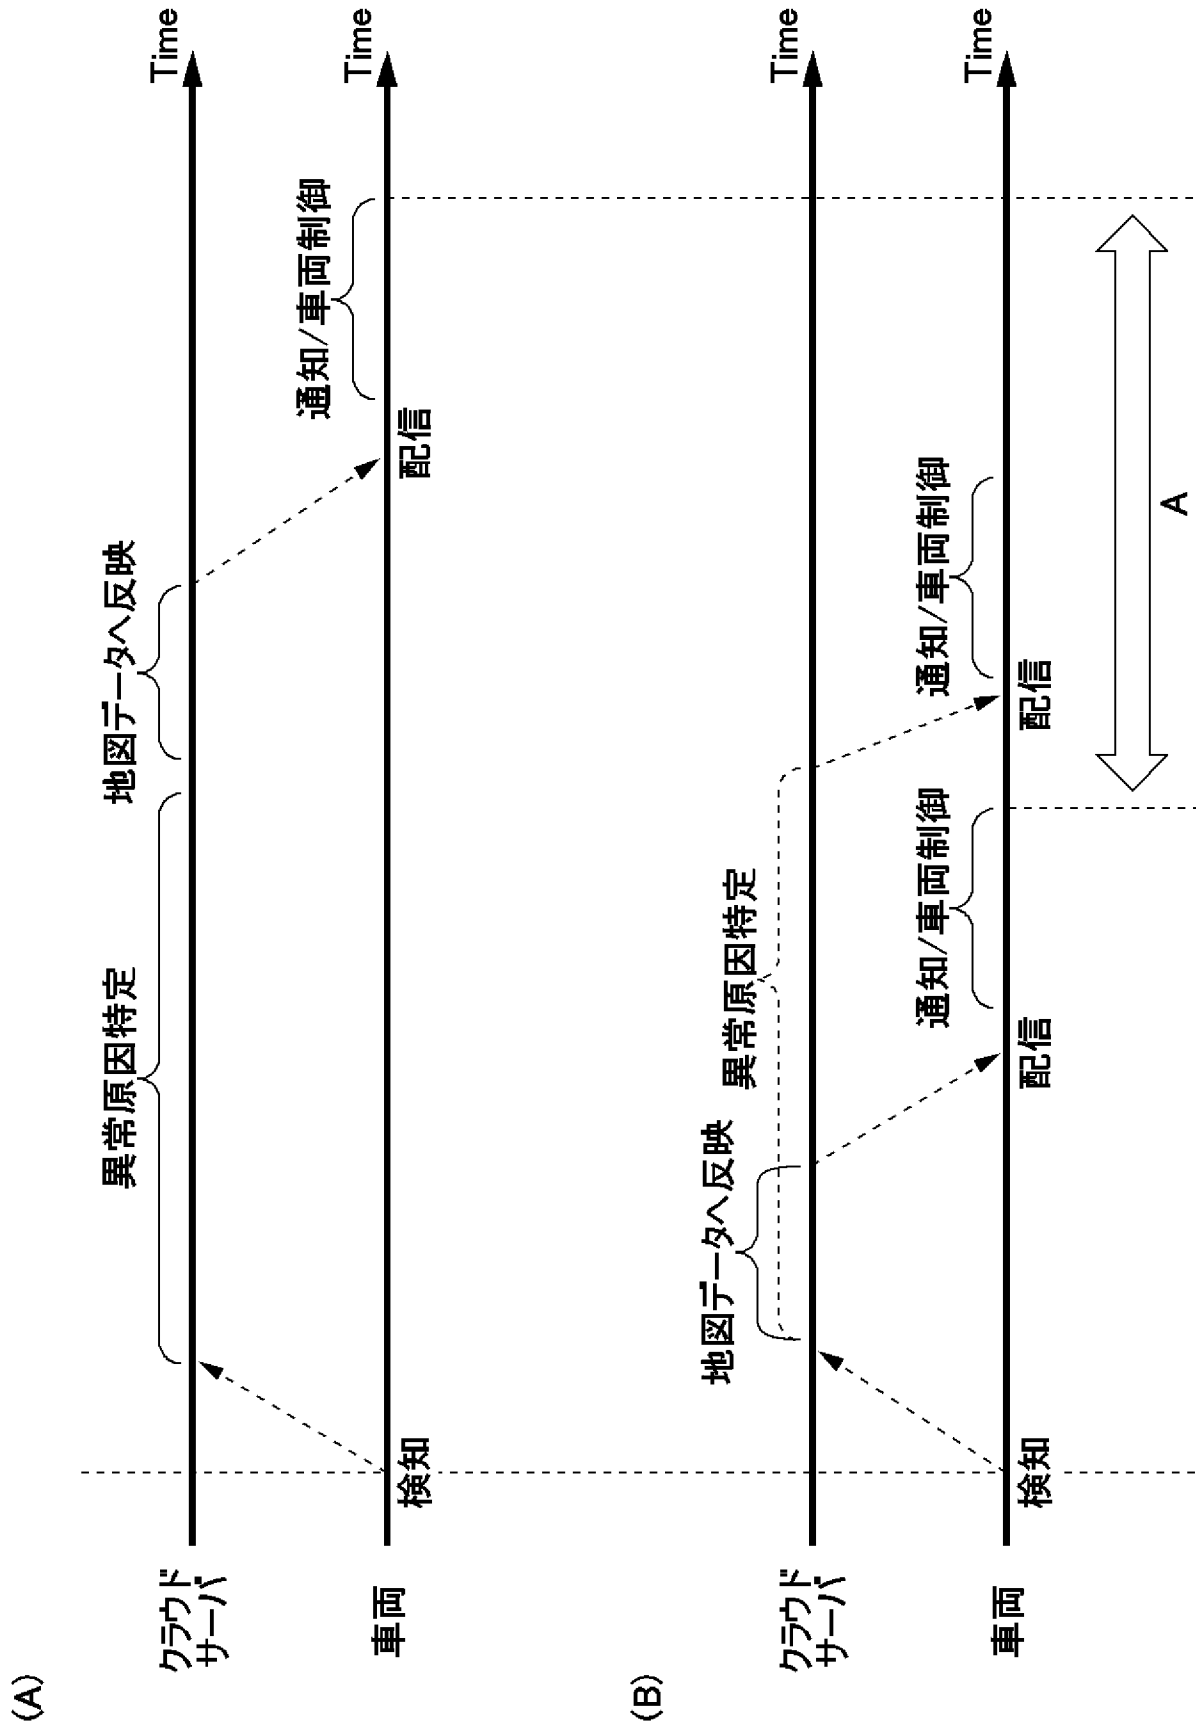 (A)
クラウド
サーバ
異常原因特定
地図データへ反映
Time
車両
検知
配信
通知/車両制御
Time
(B)
クラウド
サーバ
地図データへ反映
異常原因特定
Time
車両
検知
配信
通知/車両制御
配信
通知/車両制御
Time
A